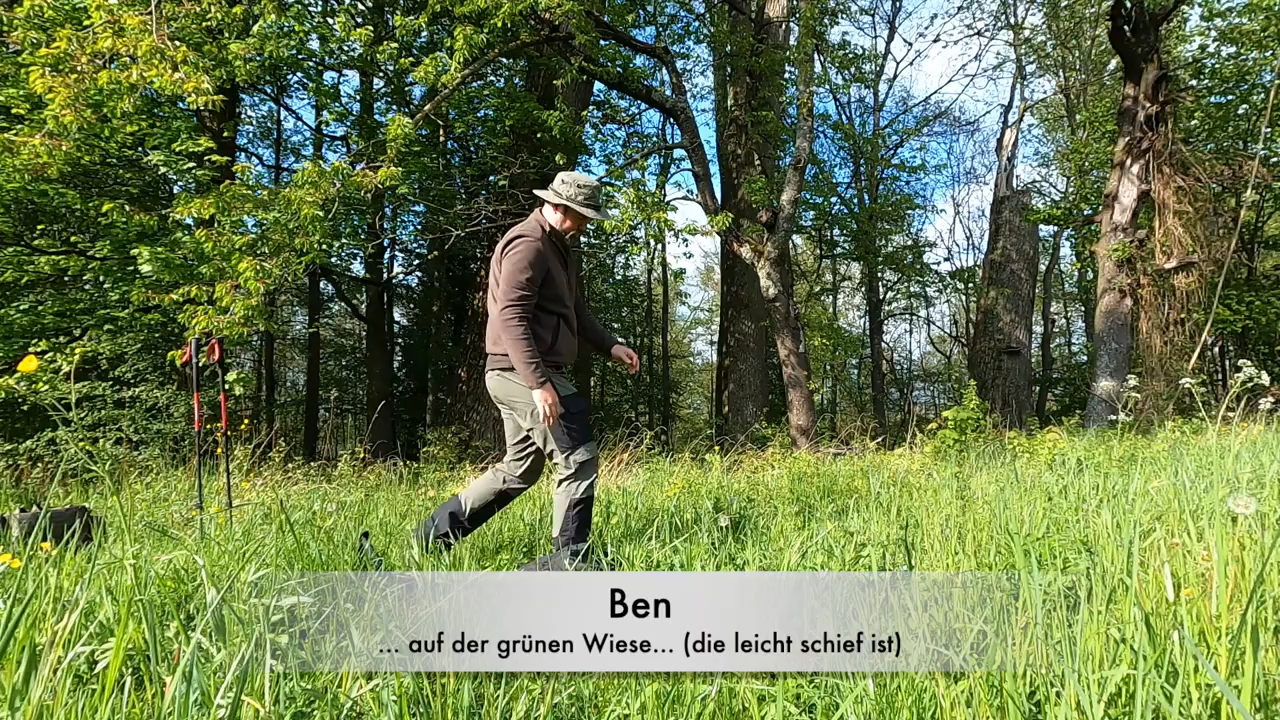 Ben
... auf der grünen Wiese... (die leicht schief ist)